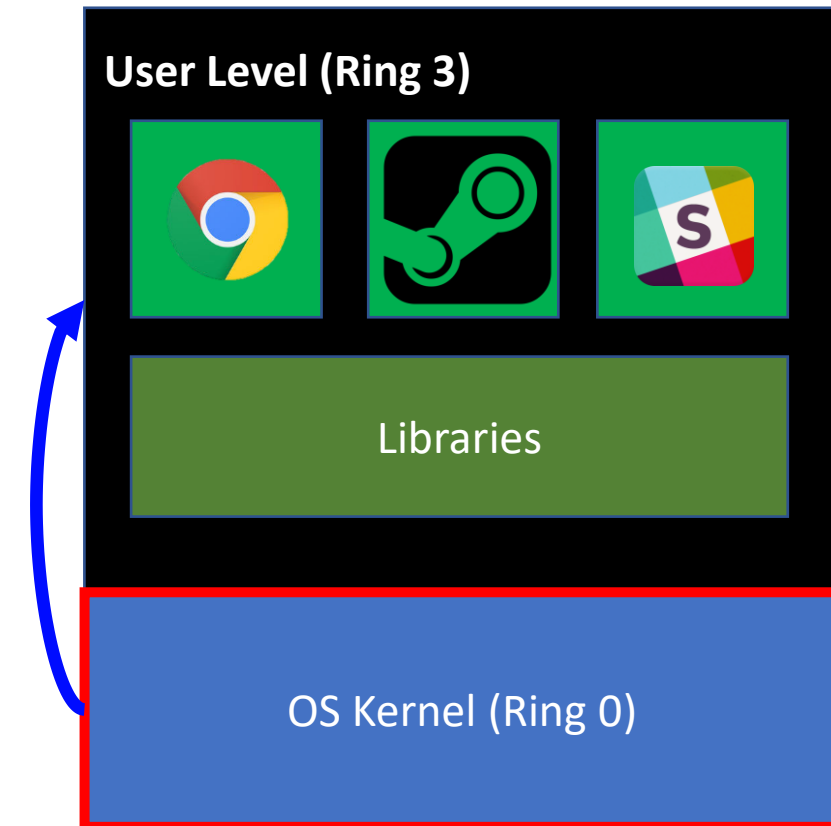 User Level (Ring 3)
S
Libraries
OS Kernel (Ring 0)